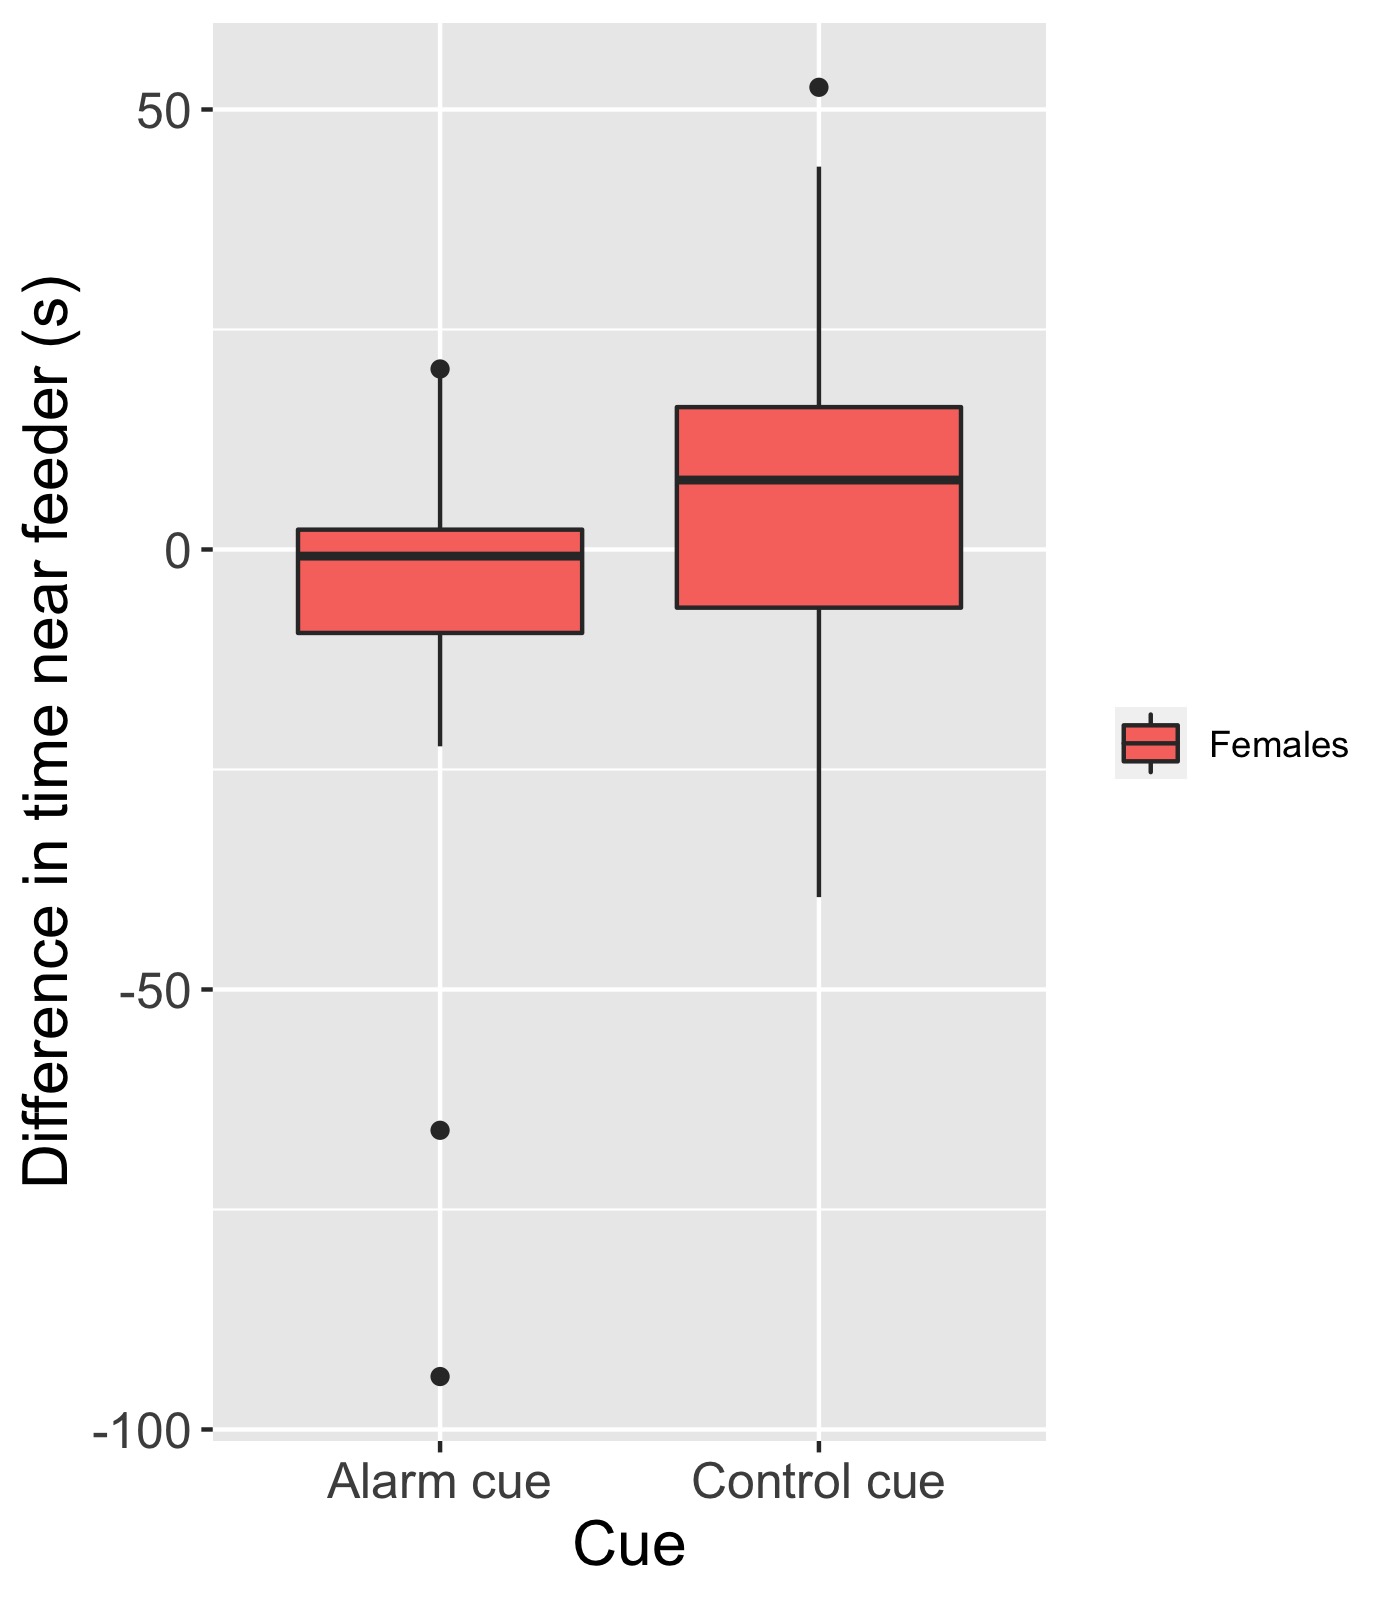 Difference in time near feeder (s)
50
0
-50
-100
Alarm cue Control cue
Cue
Females